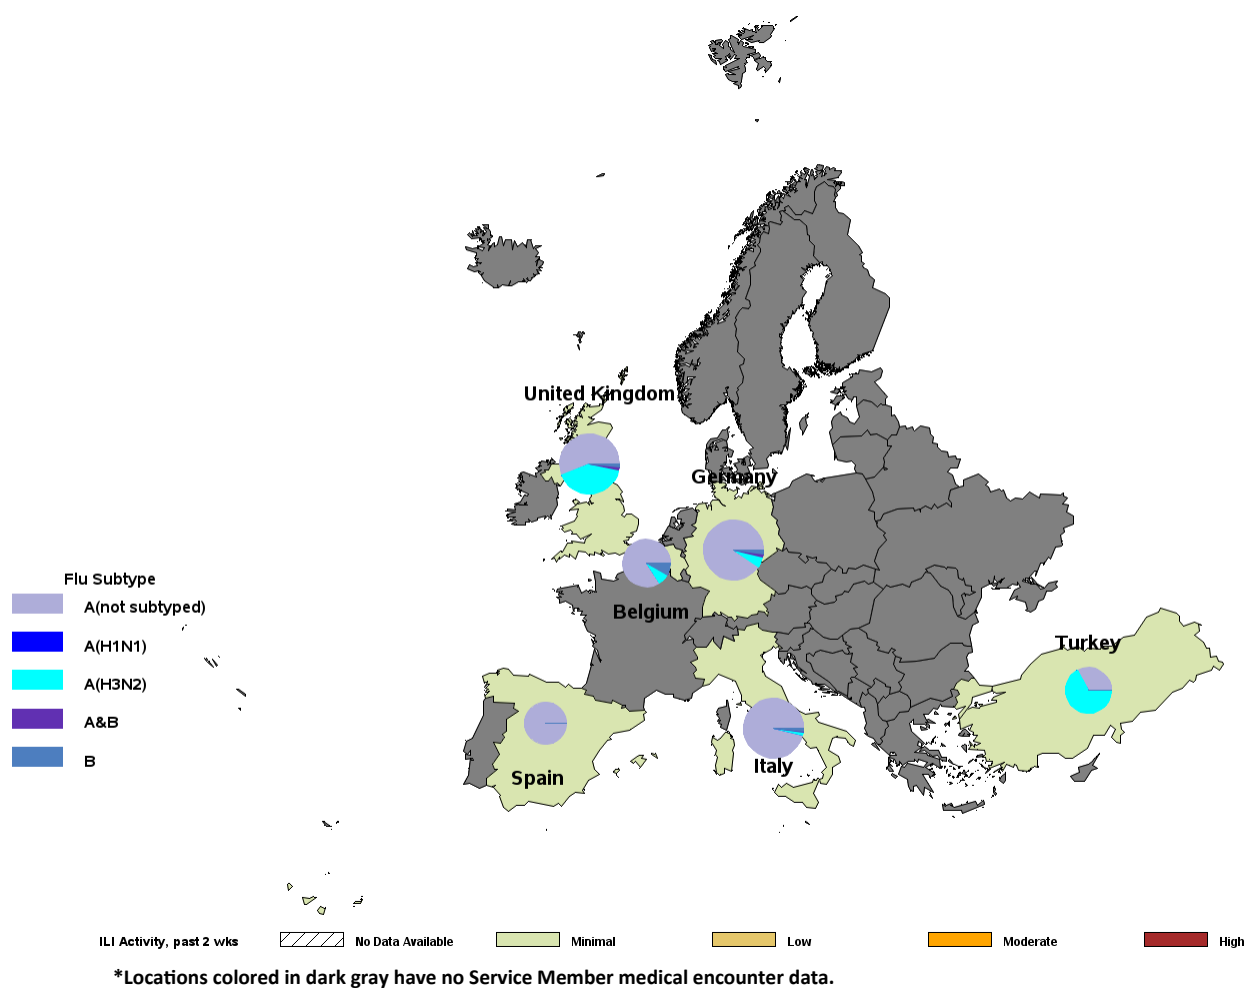 United Kingdom
Germany
Belgium
Turkey
Italy
Spain
Flu Subtype
A(not subtyped)
A(H1N1)
A(H3N2)
A&B
B
ILI Activity, past 2 wks No Data Available Minimal Low Moderate High
*Locations colored in dark gray have no Service Member medical encounter data.